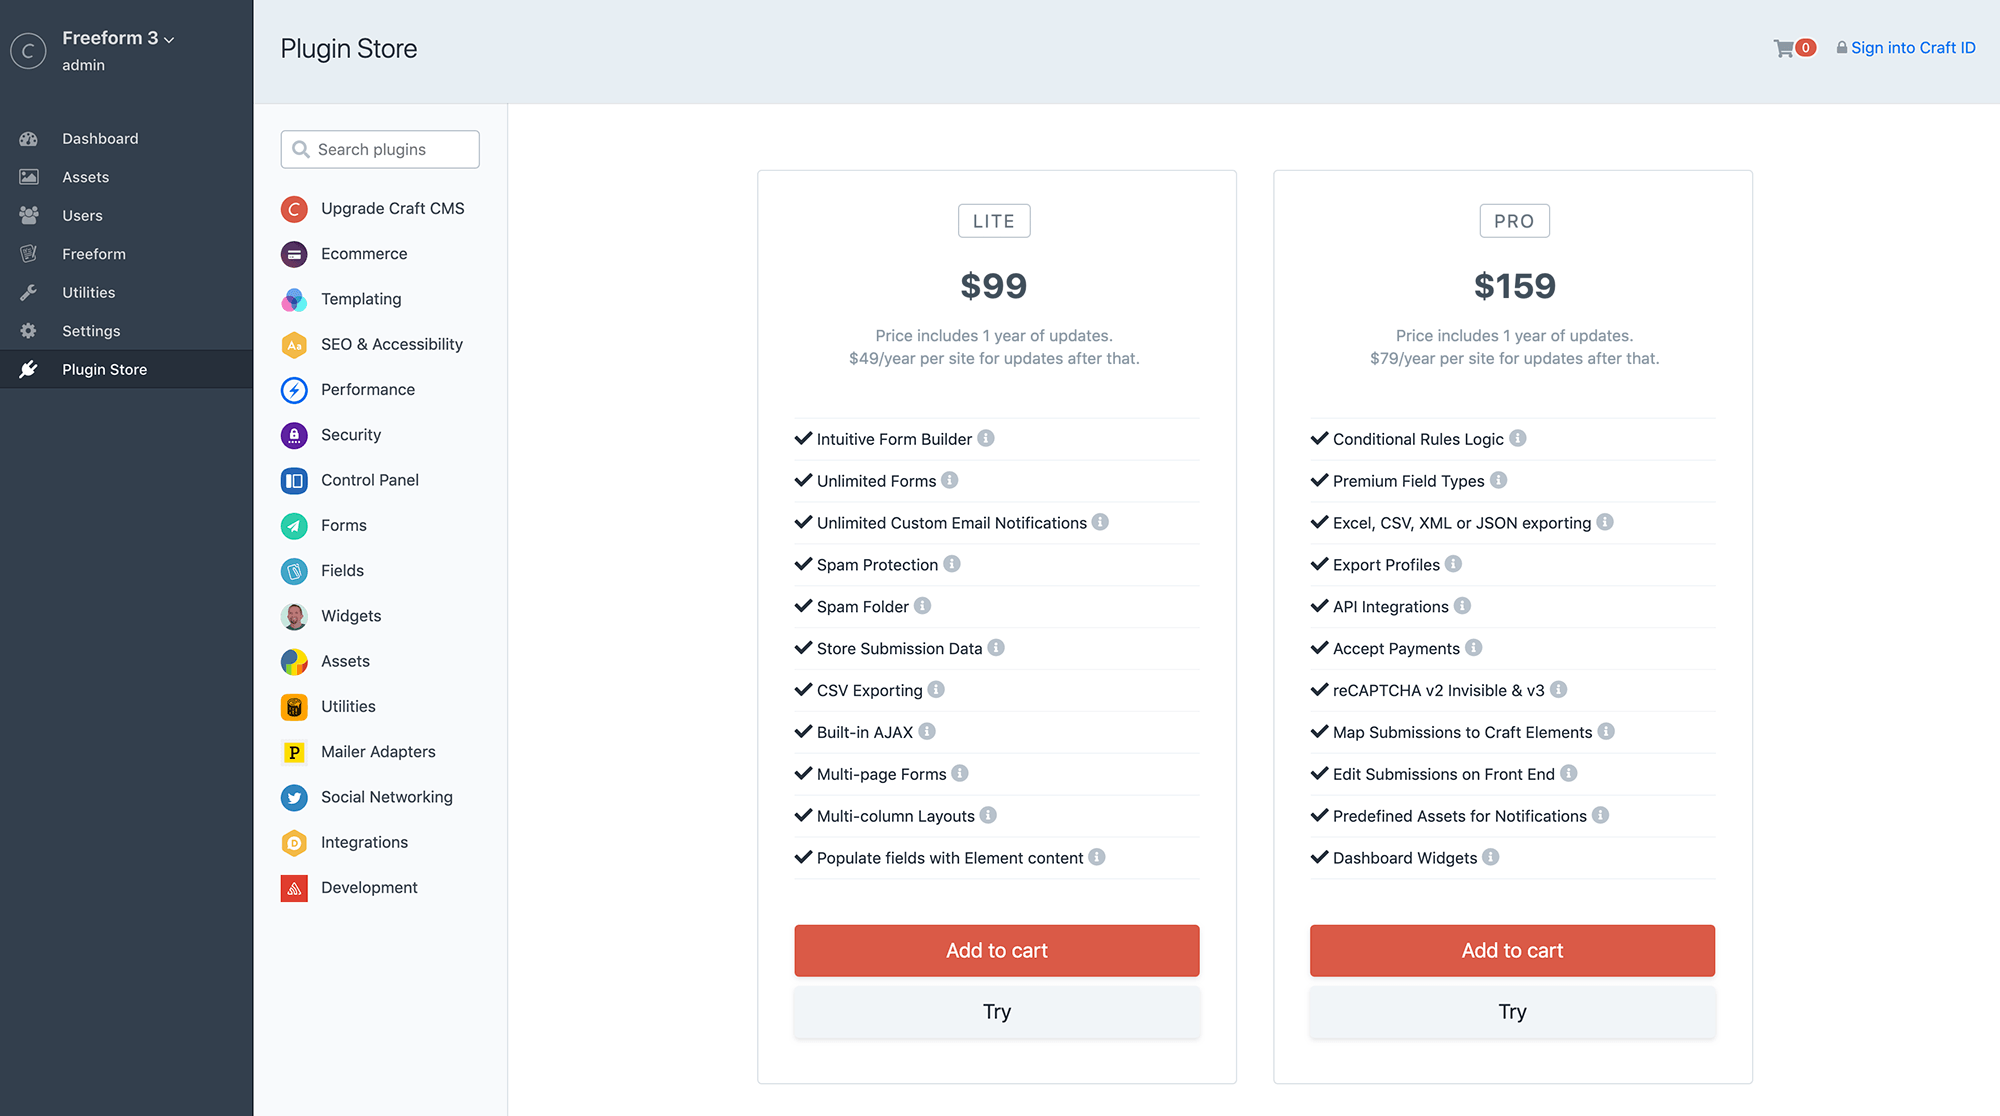 C
Freeform 3
admin
Dashboard
Assets
Users
Freeform
Utilities
Settings
Plugin Store
Plugin Store
0
Sign into Craft ID
Search plugins
C
Upgrade Craft CMS
Ecommerce
Templating
Aa
SEO & Accessibility
Performance
Security
Control Panel
Forms
Fields
Widgets
Assets
Utilities
P
Mailer Adapters
Social Networking
D
Integrations
Development
LITE
$99
Price includes 1 year of updates.
$49/year per site for updates after that.
Intuitive Form Builder
Unlimited Forms
Unlimited Custom Email Notifications
Spam Protection
Spam Folder
Store Submission Data
CSV Exporting
Built-in AJAX
Multi-page Forms
Multi-column Layouts
Populate fields with Element content
Add to cart
Try
PRO
$159
Price includes 1 year of updates.
$79/year per site for updates after that.
Conditional Rules Logic
Premium Field Types
Excel, CSV, XML or JSON exporting
Export Profiles
API Integrations
Accept Payments
reCAPTCHA v2 Invisible & v3
Map Submissions to Craft Elements
Edit Submissions on Front End
Predefined Assets for Notifications
Dashboard Widgets
Add to cart
Try